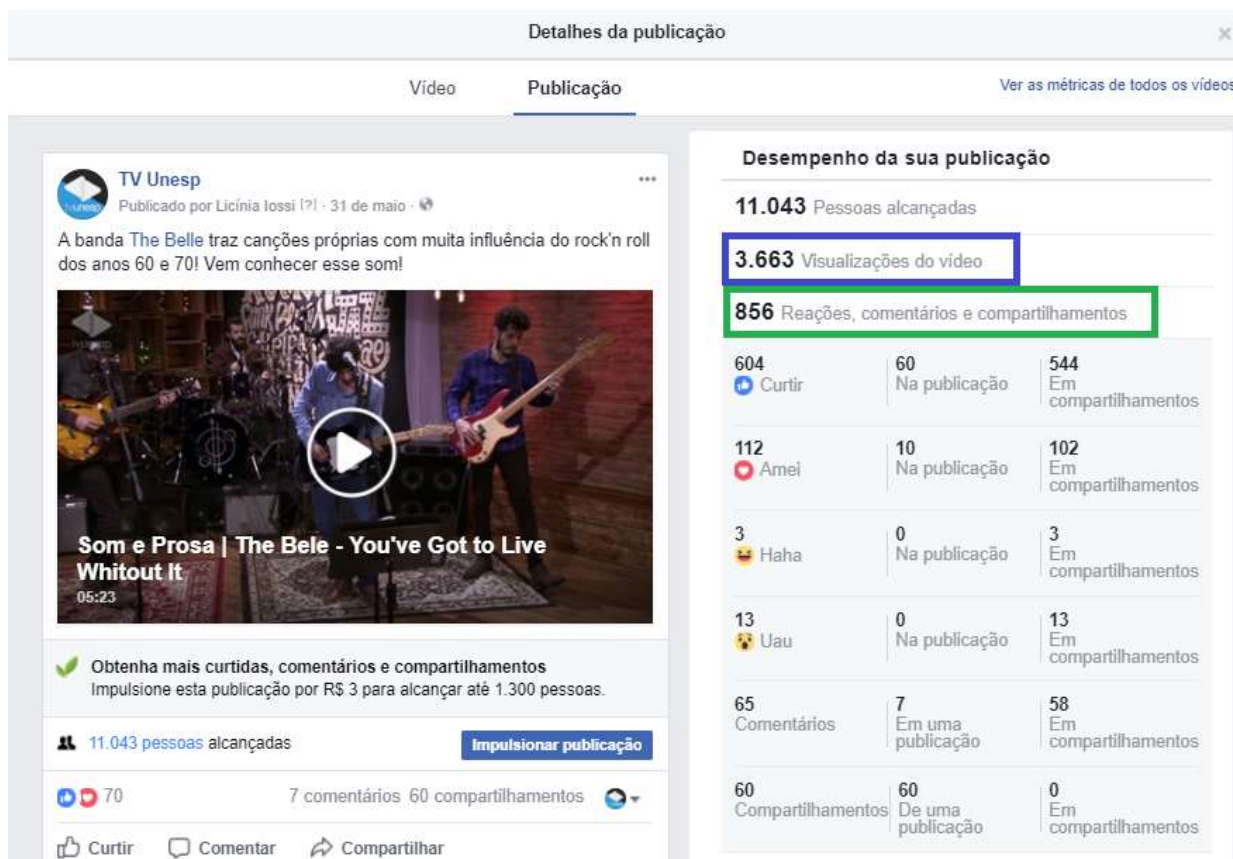 Detalhes da publicação
×
Vídeo
Publicação
Ver as métricas de todos os vídeos
TV Unesp
Publicado por Licínia Iossi [?] · 31 de maio ·
A banda The Belle traz canções próprias com muita influência do rock'n roll
dos anos 60 e 70! Vem conhecer esse som!
Som e Prosa | The Bele - You've Got to Live
Whitout It
05:23
Obtenha mais curtidas, comentários e compartilhamentos
Impulsione esta publicação por R$ 3 para alcançar até 1.300 pessoas.
11.043 pessoas alcançadas
Impulsionar publicação
70
7 comentários 60 compartilhamentos
Curtir
Comentar
Compartilhar
Desempenho da sua publicação
11.043 Pessoas alcançadas
3.663 Visualizações do vídeo
856 Reações, comentários e compartilhamentos
604
Curtir
60
Na publicação
544
Em
compartilhamentos
112
Amei
10
Na publicação
102
Em
compartilhamentos
3
Haha
0
Na publicação
3
Em
compartilhamentos
13
Uau
0
Na publicação
13
Em
compartilhamentos
65
Comentários
7
Em uma
publicação
58
Em
compartilhamentos
60
Compartilhamentos
60
De uma
publicação
0
Em
compartilhamentos